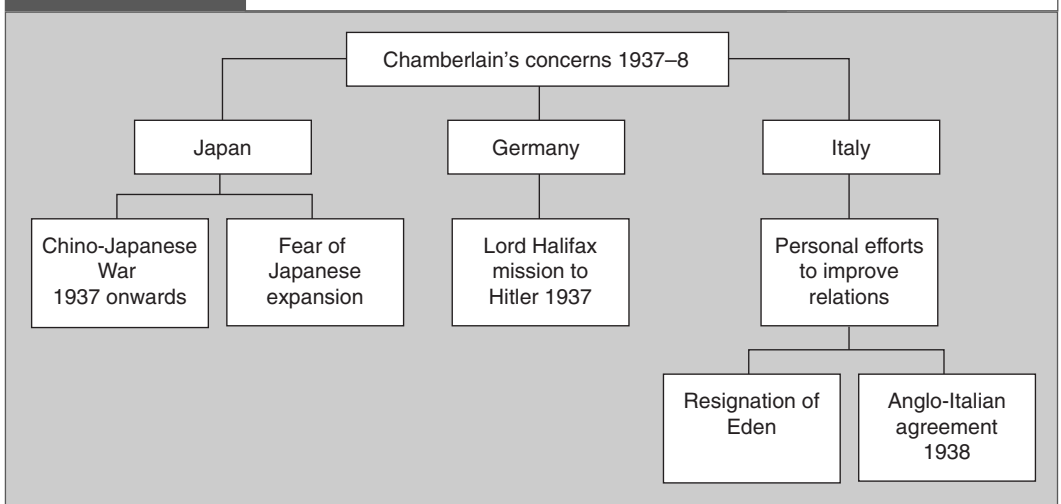 Chamberlain's concerns 1937–8
Japan
Germany
Italy
Chino-Japanese
War
1937 onwards
Fear of
Japanese
expansion
Lord Halifax
mission to
Hitler 1937
Personal efforts
to improve
relations
Resignation of
Eden
Anglo-Italian
agreement
1938